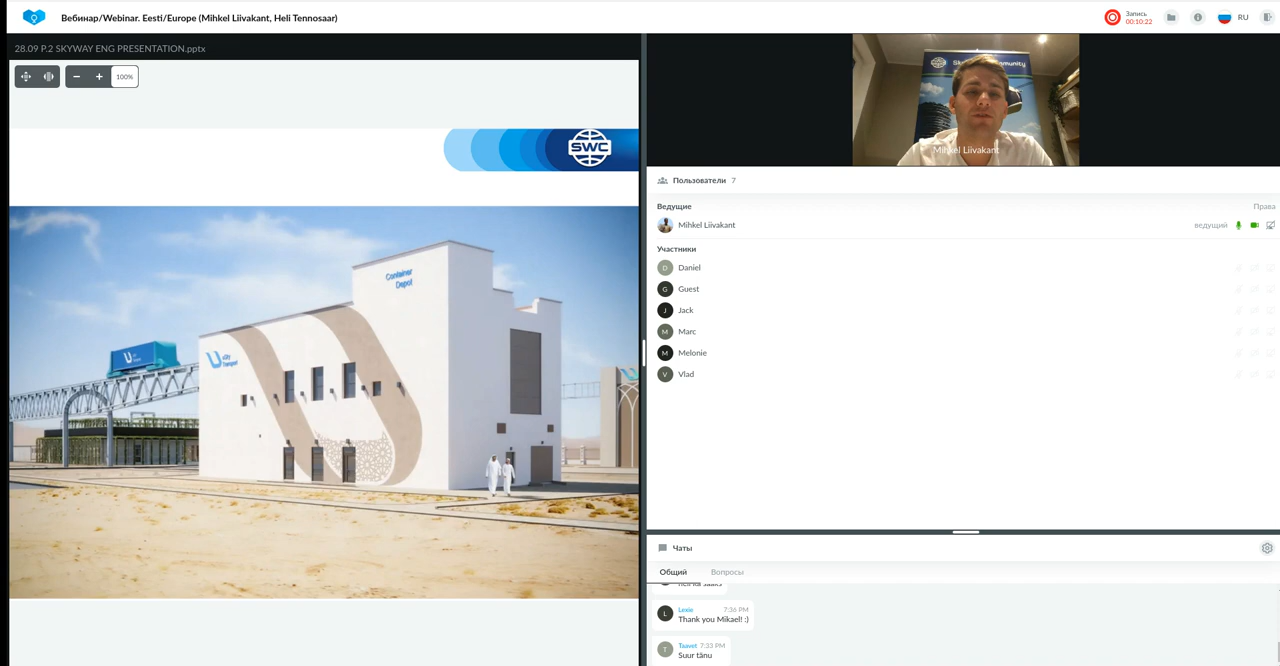 Вебинар/Webinar. Eesti/Europe (Mihkel Liivakant, Heli Tennosaar)
Запись
00:10:22
RU
28.09 P.2 SKYWAY ENG PRESENTATION.pptx
100%
SWC
Container
Depot
uSky
Transport
Mihkel Liivakant
Пользователи 7
Ведущие
Права
Mihkel Liivakant
ведущий
Участники
D Daniel
G Guest
J Jack
M Marc
M Melonie
V Vlad
Чаты
Общий
Вопросы
L Lexie 7:36 PM
Thank you Mikael! :)
T Taavet 7:33 PM
Suur tänu